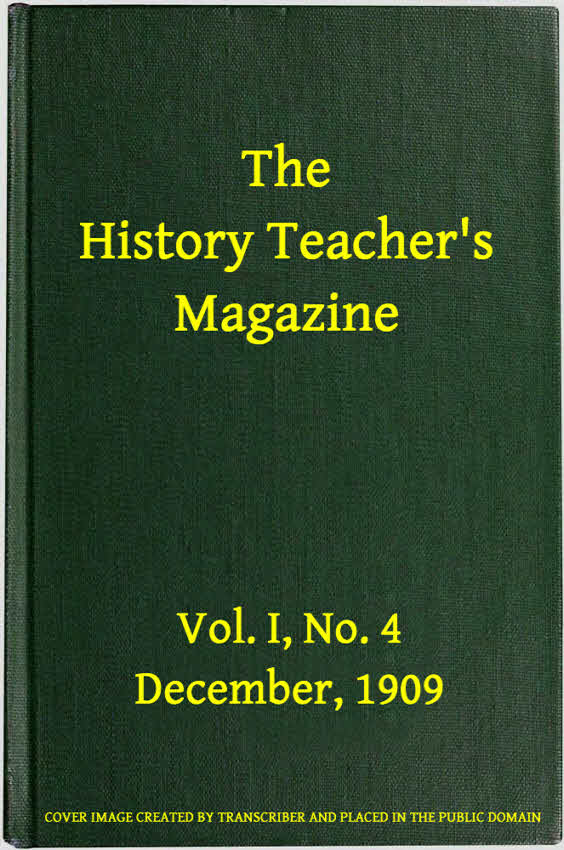 The
History Teacher's
Magazine
Vol. I, No. 4
December, 1909
COVER IMAGE CREATED BY TRANSCRIBER AND PLACED IN THE PUBLIC DOMAIN